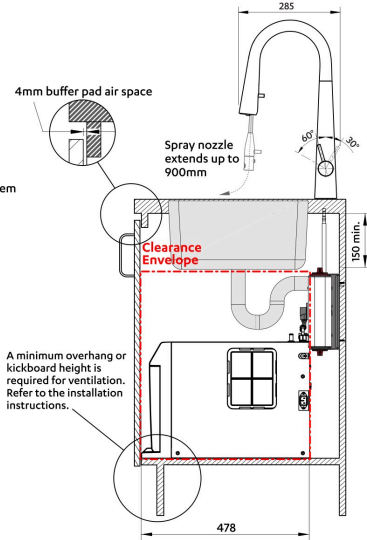 285
4mm buffer pad air space
60°
30°
Spray nozzle
extends up to
900mm
em
150 min.
Clearance
Envelope
A minimum overhang or
kickboard height is
required for ventilation.
Refer to the installation
instructions.
478